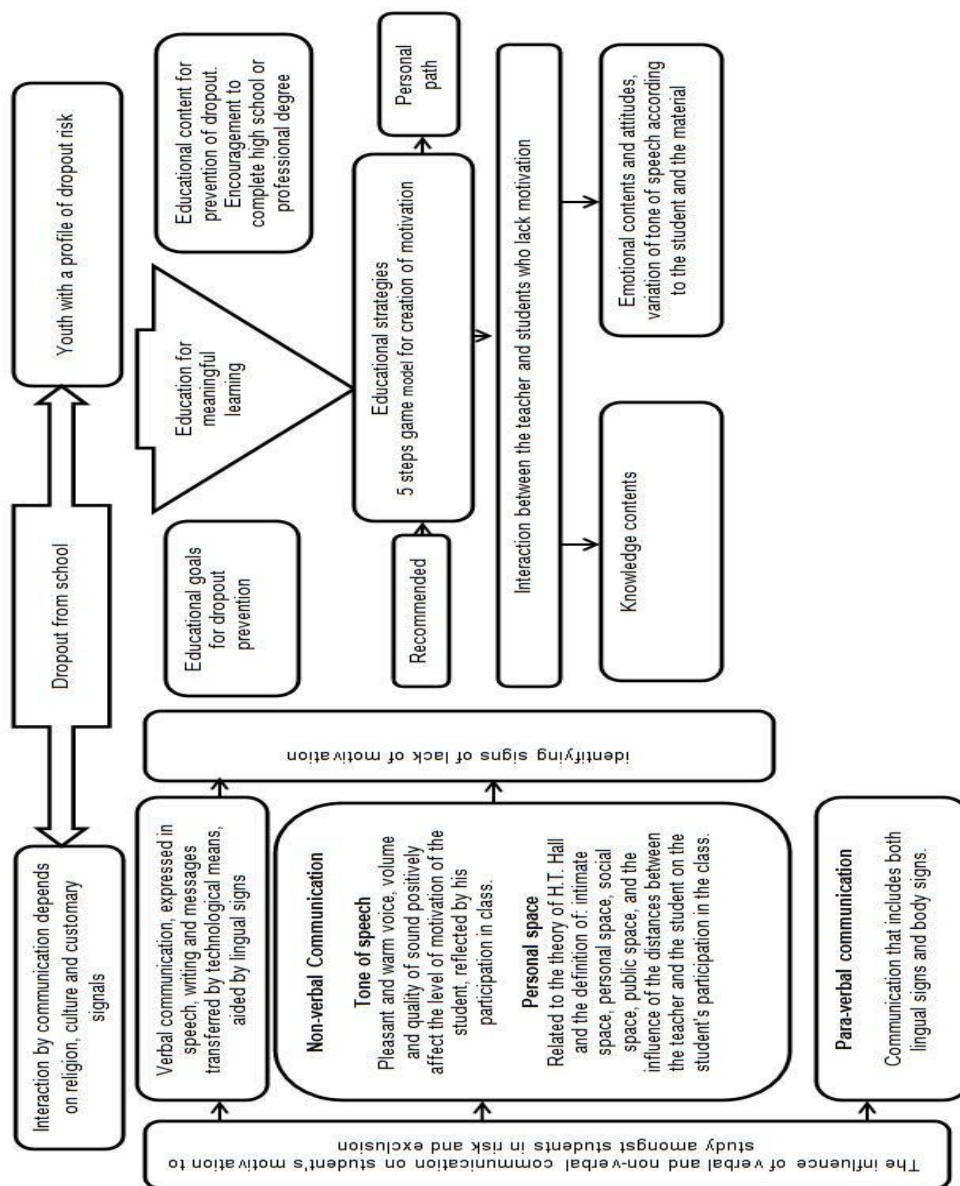 Interaction by communication depends
on religion, culture and customary
signals
Dropout from school
Youth with a profile of dropout risk
The influence of verbal and non-verbal communication on student's motivation to
study amongst students in risk and exclusion
Verbal communication, expressed in
speech, writing and messages
transferred by technological means,
aided by lingual signs
Non-verbal Communication
Tone of speech
Pleasant and warm voice, volume
and quality of sound positively
affect the level of motivation of the
student, reflected by his
participation in class.
Personal space
Related to the theory of H.T. Hall
and the definition of: intimate
space, personal space, social
space, public space, and the
influence of the distances between
the teacher and the student on the
student's participation in the class.
Para-verbal communication
Communication that includes both
lingual signs and body signs.
identifying signs of lack of motivation
Educational goals
for dropout
prevention
Education for
meaningful
learning
Educational content for
prevention of dropout.
Encouragement to
complete high school or
professional degree
Recommended
Educational strategies
5 steps game model for creation of motivation
Personal
path
Interaction between the teacher and students who lack motivation
Knowledge contents
Emotional contents and attitudes,
variation of tone of speech according
to the student and the material